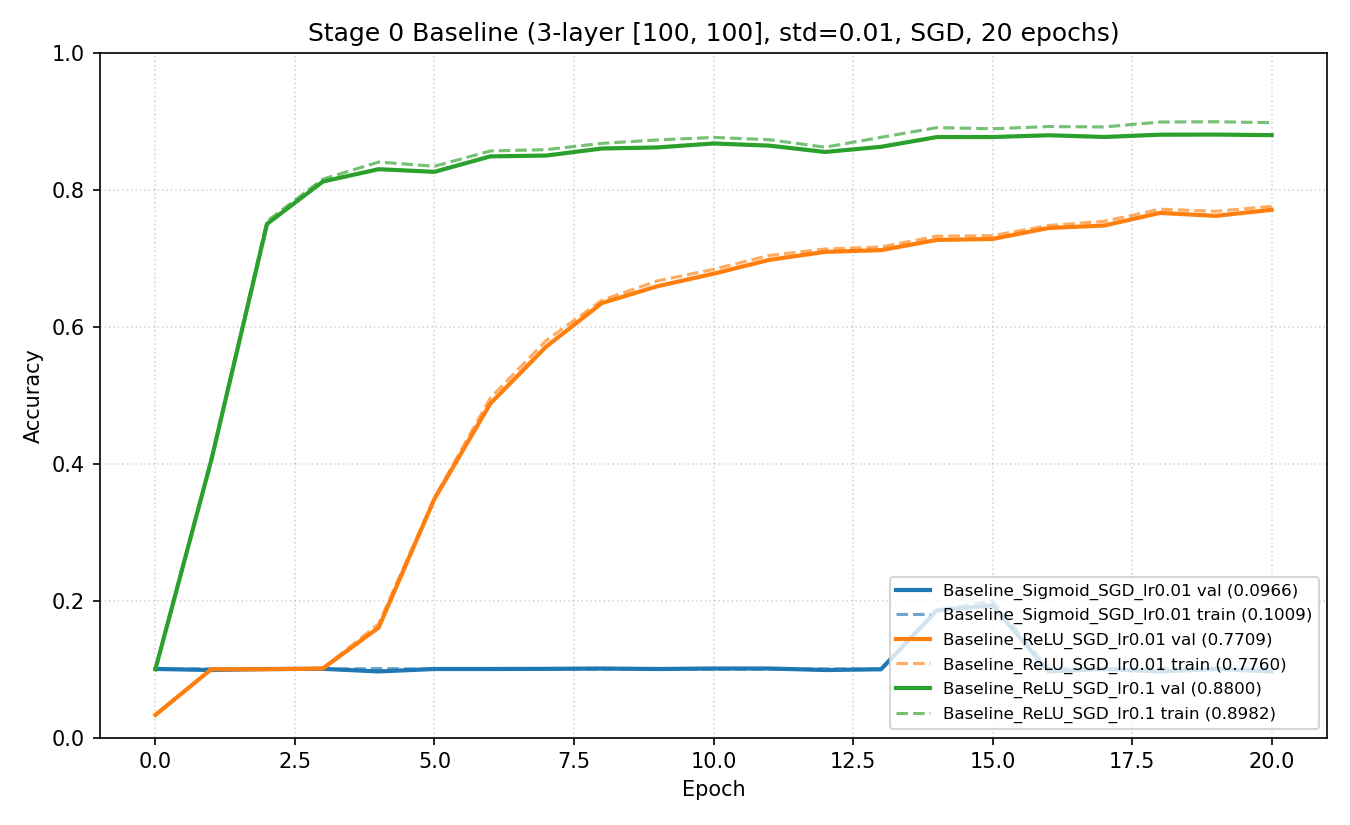 Stage 0 Baseline (3-layer [100, 100], std=0.01, SGD, 20 epochs)
1.0
0.8
0.6
0.4
0.2
0.0
Accuracy
Baseline_Sigmoid_SGD_lr0.01 val (0.0966)
Baseline_Sigmoid_SGD_lr0.01 train (0.1009)
Baseline_ReLU_SGD_lr0.01 val (0.7709)
Baseline_ReLU_SGD_lr0.01 train (0.7760)
Baseline_ReLU_SGD_lr0.1 val (0.8800)
Baseline_ReLU_SGD_lr0.1 train (0.8982)
0.0 2.5 5.0 7.5 10.0 12.5 15.0 17.5 20.0
Epoch